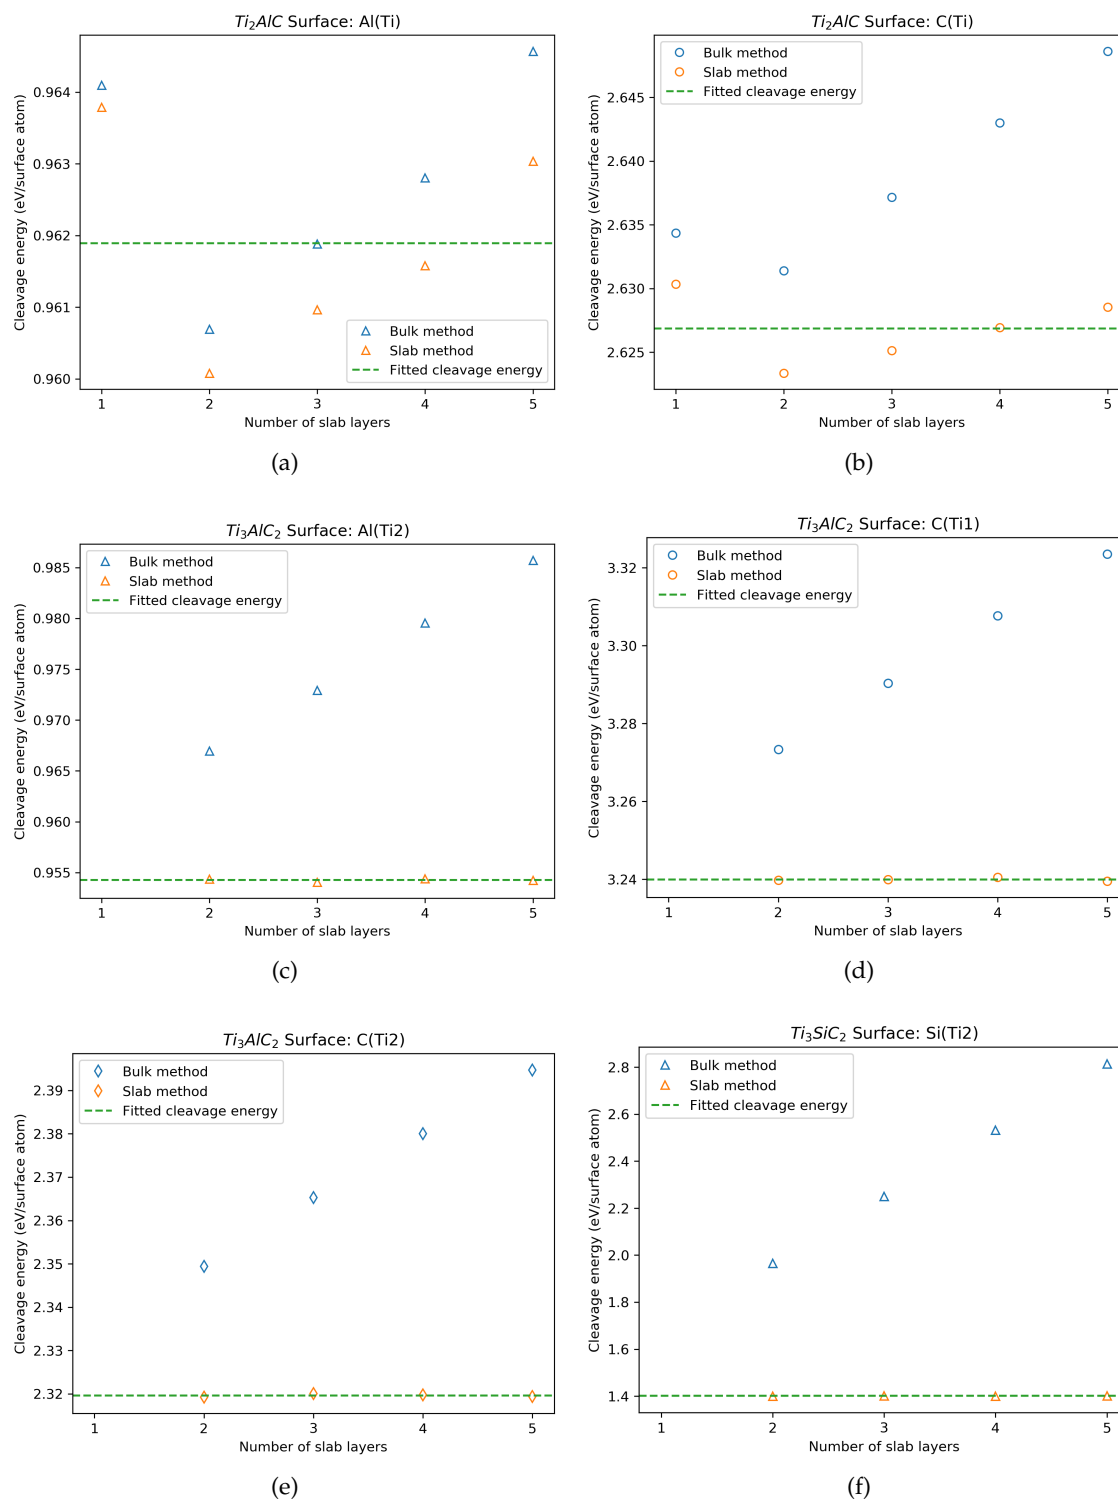 Ti₂AlC Surface: Al(Ti)
Cleavage energy (eV/surface atom)
0.964
0.963
0.962
0.961
0.960
Bulk method
Slab method
Fitted cleavage energy
1 2 3 4 5
Number of slab layers
(a)
Ti₂AlC Surface: C(Ti)
Cleavage energy (eV/surface atom)
Bulk method
Slab method
Fitted cleavage energy
2.645
2.640
2.635
2.630
2.625
1 2 3 4 5
Number of slab layers
(b)
Ti₃AlC₂ Surface: Al(Ti2)
Cleavage energy (eV/surface atom)
Bulk method
Slab method
Fitted cleavage energy
0.985
0.980
0.975
0.970
0.965
0.960
0.955
1 2 3 4 5
Number of slab layers
(c)
Ti₃AlC₂ Surface: C(Ti1)
Cleavage energy (eV/surface atom)
Bulk method
Slab method
Fitted cleavage energy
3.32
3.30
3.28
3.26
3.24
1 2 3 4 5
Number of slab layers
(d)
Ti₃AlC₂ Surface: C(Ti2)
Cleavage energy (eV/surface atom)
Bulk method
Slab method
Fitted cleavage energy
2.39
2.38
2.37
2.36
2.35
2.34
2.33
2.32
1 2 3 4 5
Number of slab layers
(e)
Ti₃SiC₂ Surface: Si(Ti2)
Cleavage energy (eV/surface atom)
Bulk method
Slab method
Fitted cleavage energy
2.8
2.6
2.4
2.2
2.0
1.8
1.6
1.4
1 2 3 4 5
Number of slab layers
(f)